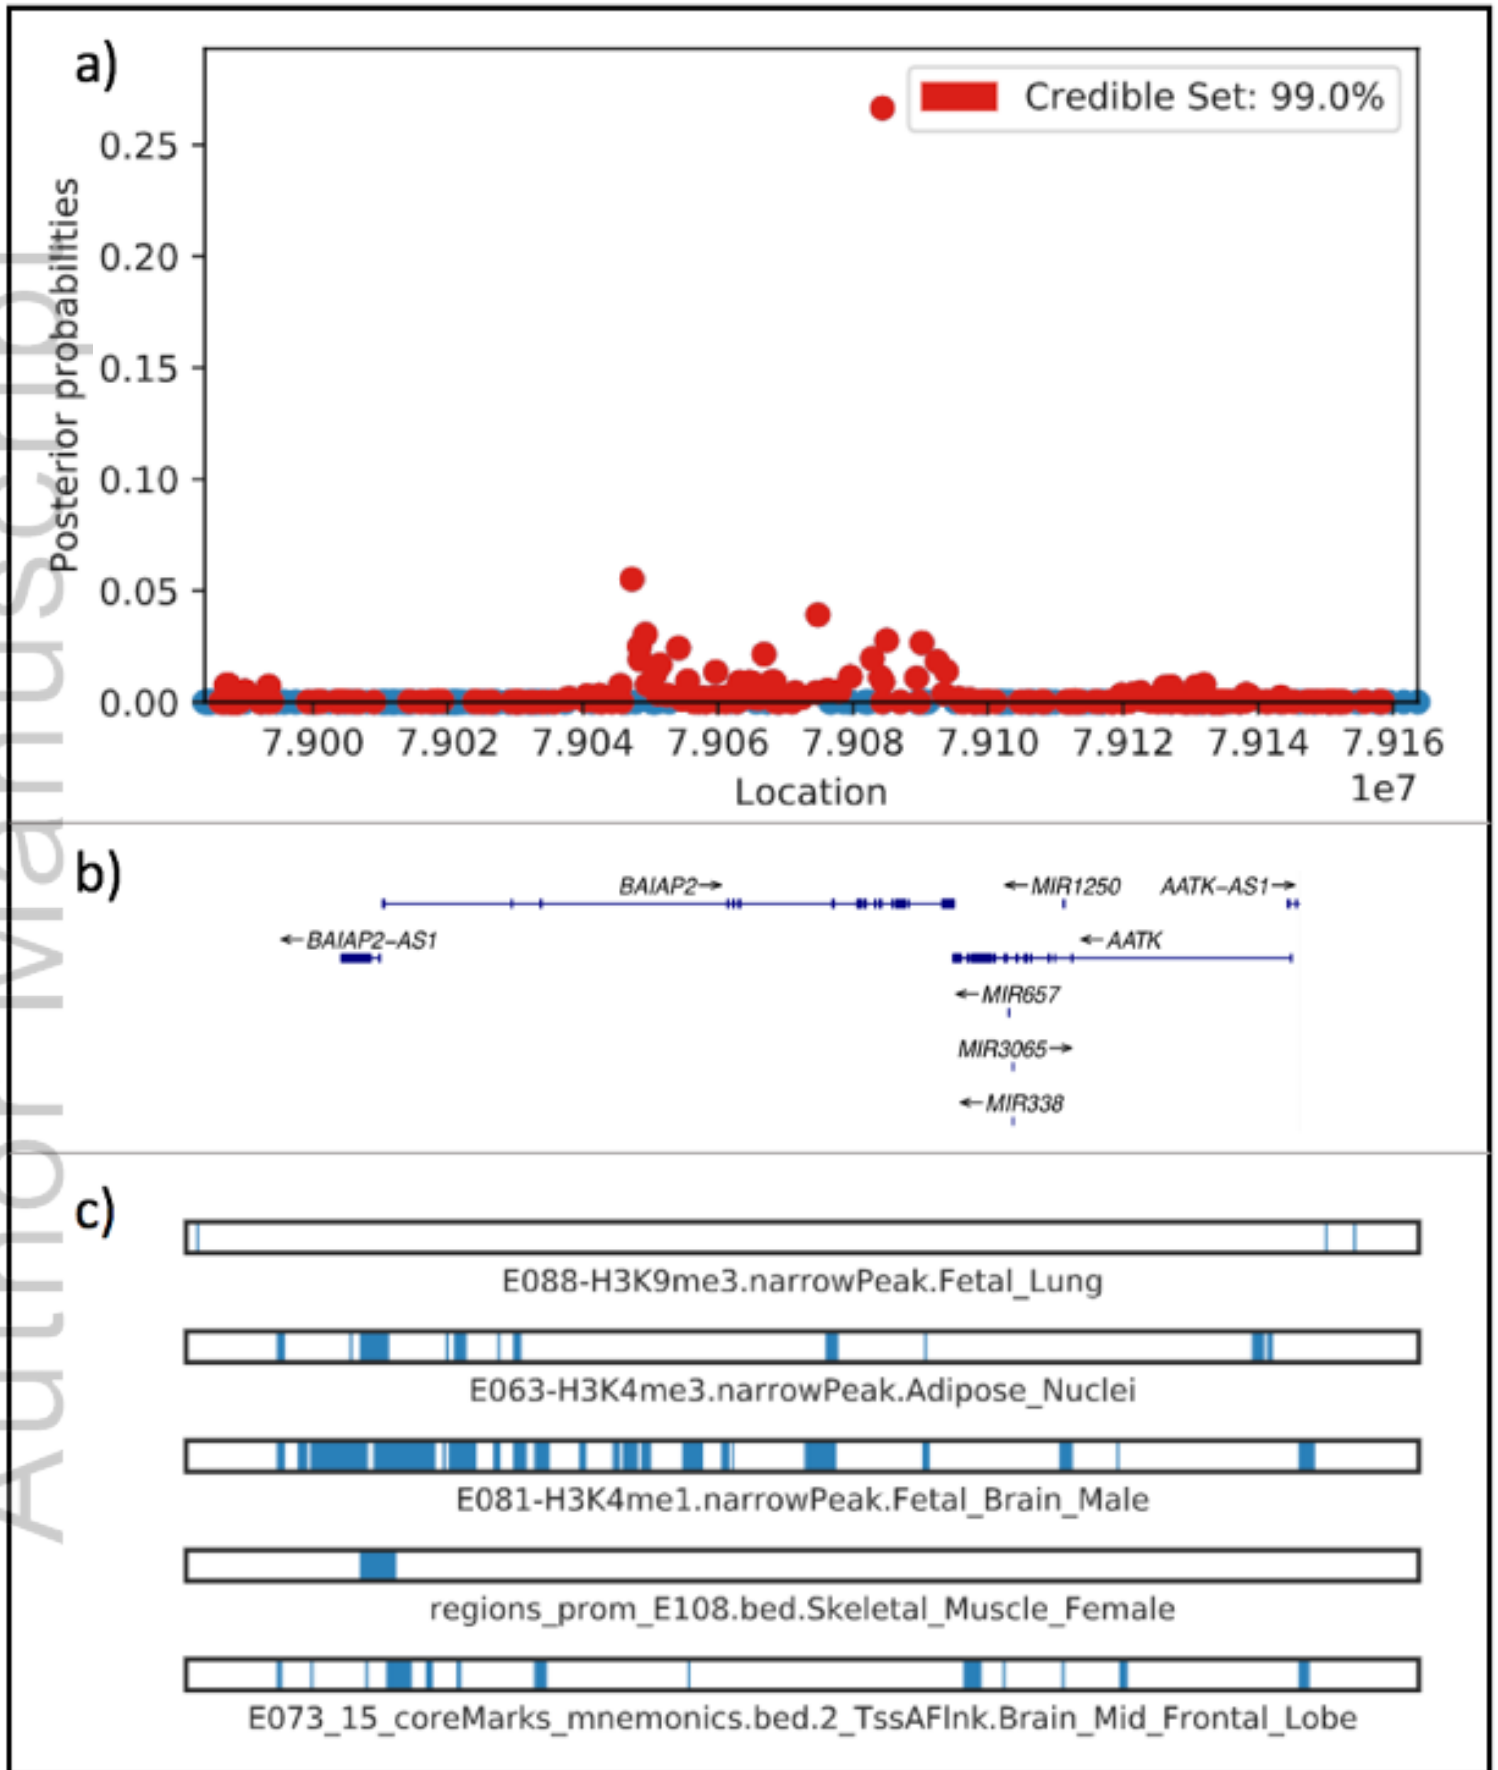 a)
Credible Set: 99.0%
0.25
0.20
0.15
0.10
0.05
0.00
Posterior probabilities
7.900 7.902 7.904 7.906 7.908 7.910 7.912 7.914 7.916
Location
1e7
b)
BAIAP2→ ←MIR1250 AATK-AS1→
←BAIAP2-AS1 ←AATK
←MIR657
MIR3065→
←MIR338
c)
E088-H3K9me3.narrowPeak.Fetal_Lung
E063-H3K4me3.narrowPeak.Adipose_Nuclei
E081-H3K4me1.narrowPeak.Fetal_Brain_Male
regions_prom_E108.bed.Skeletal_Muscle_Female
E073_15_coreMarks_mnemonics.bed.2_TssAFlnk.Brain_Mid_Frontal_Lobe
Author Manuscript